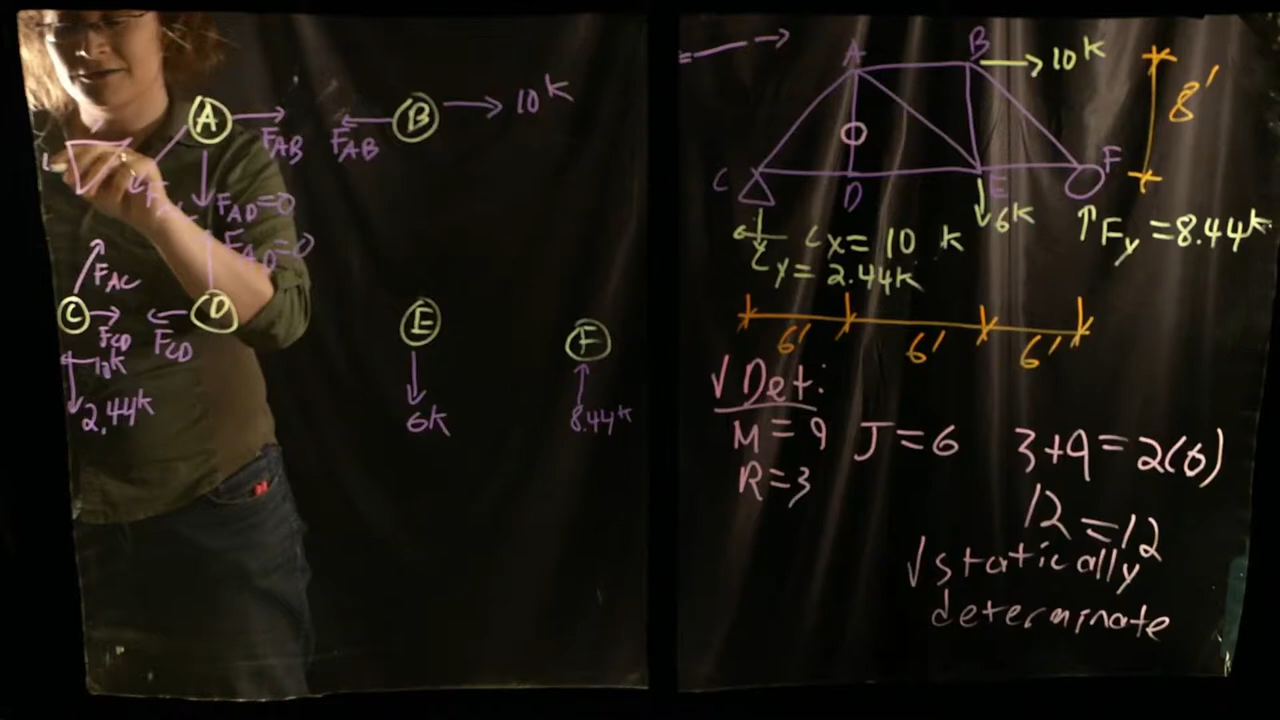 A
F_AB
F_AB
B
10 K
F_AD=0
F_AD=0
F_AC
C
F_CD
10K
2.44K
F_CD
D
E
6K
F
8.44K
A
B
10 K
8'
C
D
E
F
6K
F_y = 8.44K
C_x = 10 K
C_y = 2.44K
6'
6'
6'
√ Det:
M = 9
J = 6
3+9 = 2(6)
R = 3
12 = 12
√ statically
determinate